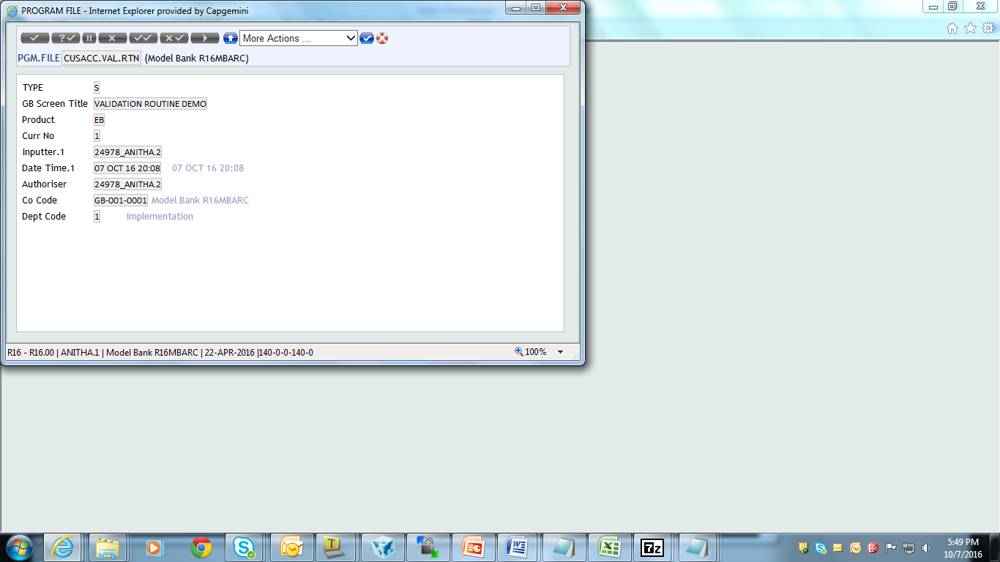 PROGRAM FILE - Internet Explorer provided by Capgemini
More Actions ...
PGM.FILE CUSACC.VAL.RTN (Model Bank R16MBARC)
TYPE S
GB Screen Title VALIDATION ROUTINE DEMO
Product EB
Curr No 1
Inputter.1 24978_ANITHA.2
Date Time.1 07 OCT 16 20:08 07 OCT 16 20:08
Authoriser 24978_ANITHA.2
Co Code GB-001-0001 Model Bank R16MBARC
Dept Code 1 Implementation
R16 - R16.00 | ANITHA.1 | Model Bank R16MBARC | 22-APR-2016 |140-0-0-140-0
100%
7z
5:49 PM
10/7/2016